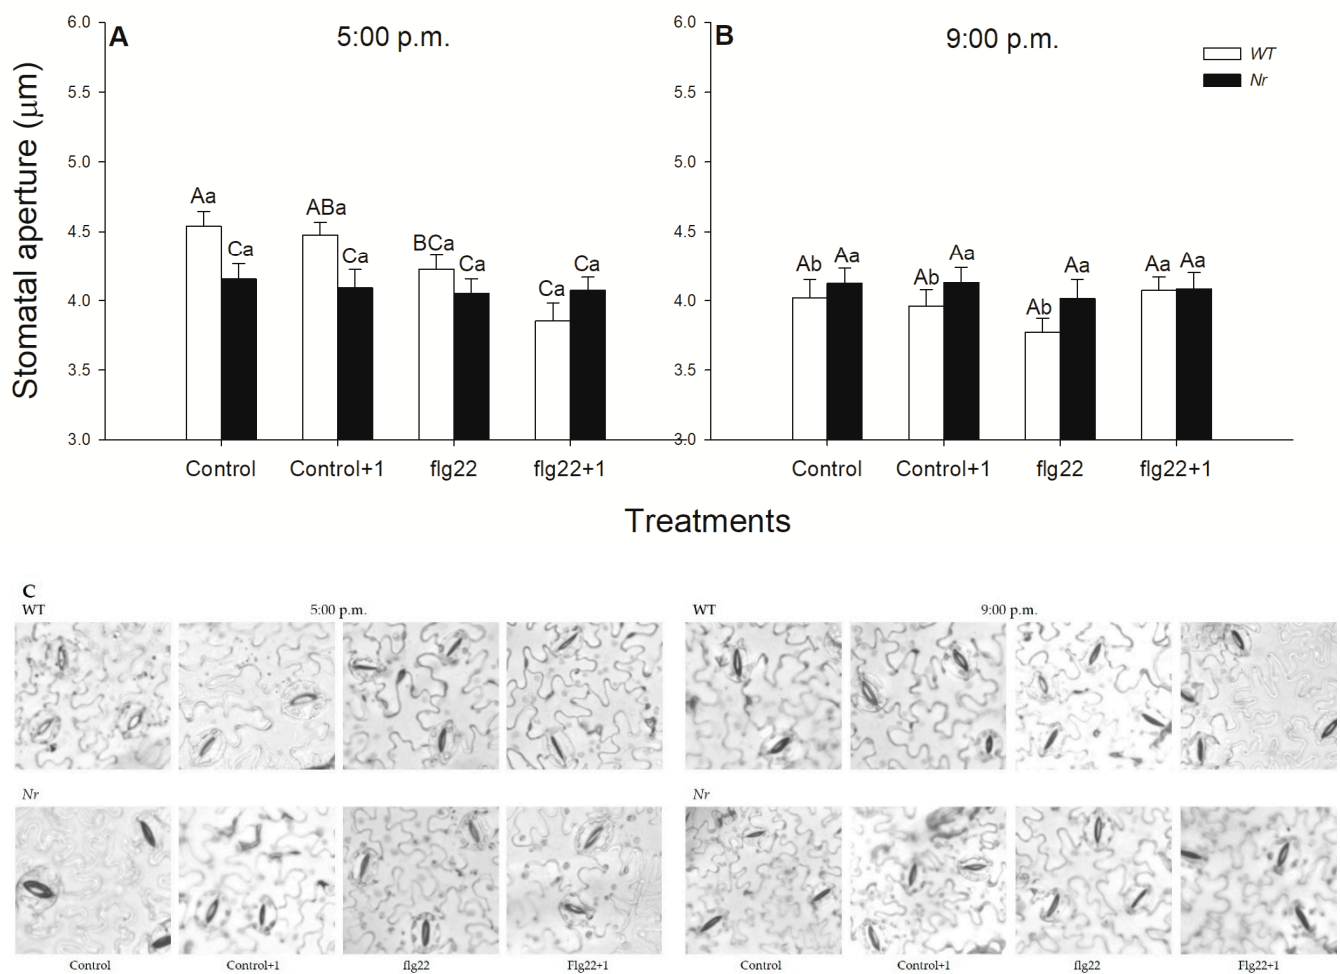 A
5:00 p.m.
B
9:00 p.m.
WT
Nr
Stomatal aperture (μm)
6.0
5.5
5.0
4.5
4.0
3.5
3.0
Aa
Ca
ABa
Ca
BCa
Ca
Ca
Ca
Control
Control+1
flg22
flg22+1
6.0
5.5
5.0
4.5
4.0
3.5
3.0
Ab
Aa
Ab
Aa
Ab
Aa
Aa
Aa
Control
Control+1
flg22
flg22+1
Treatments
C
WT
5:00 p.m.
WT
9:00 p.m.
Nr
Nr
Control
Control+1
flg22
Flg22+1
Control
Control+1
flg22
Flg22+1